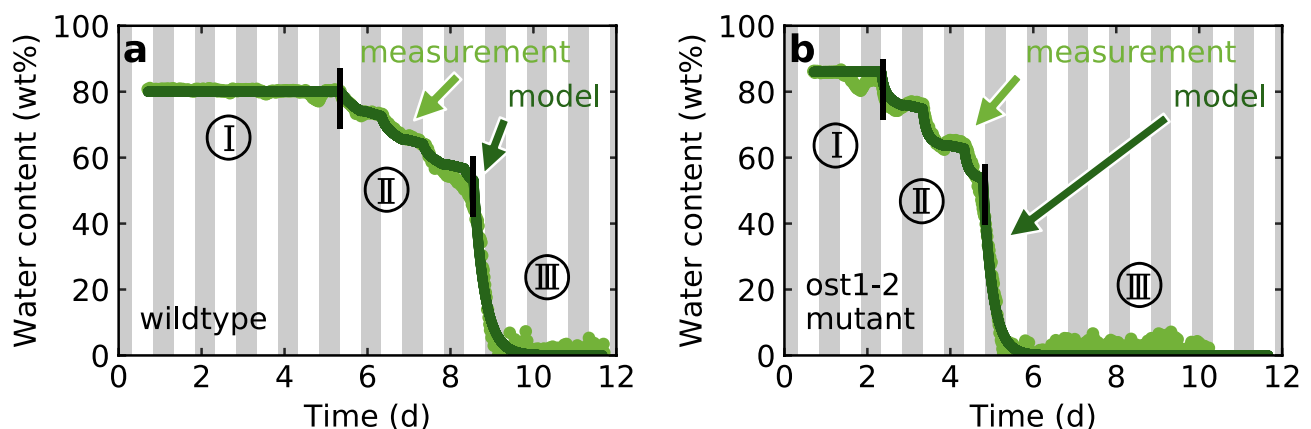 a
measurement
model
Ⅰ
Ⅱ
Ⅲ
wildtype
Water content (wt%)
100
80
60
40
20
0
0 2 4 6 8 10 12
Time (d)
b
measurement
model
Ⅰ
Ⅱ
Ⅲ
ost1-2
mutant
Water content (wt%)
100
80
60
40
20
0
0 2 4 6 8 10 12
Time (d)